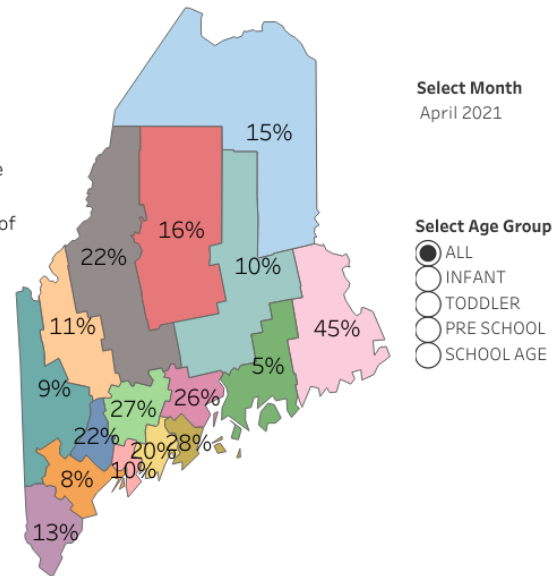 Select Month
April 2021
15%
e
of
16%
22%
10%
Select Age Group
ALL
INFANT
TODDLER
PRE SCHOOL
SCHOOL AGE
11%
45%
5%
9%
26%
27%
22%
28%
20%
10%
8%
13%